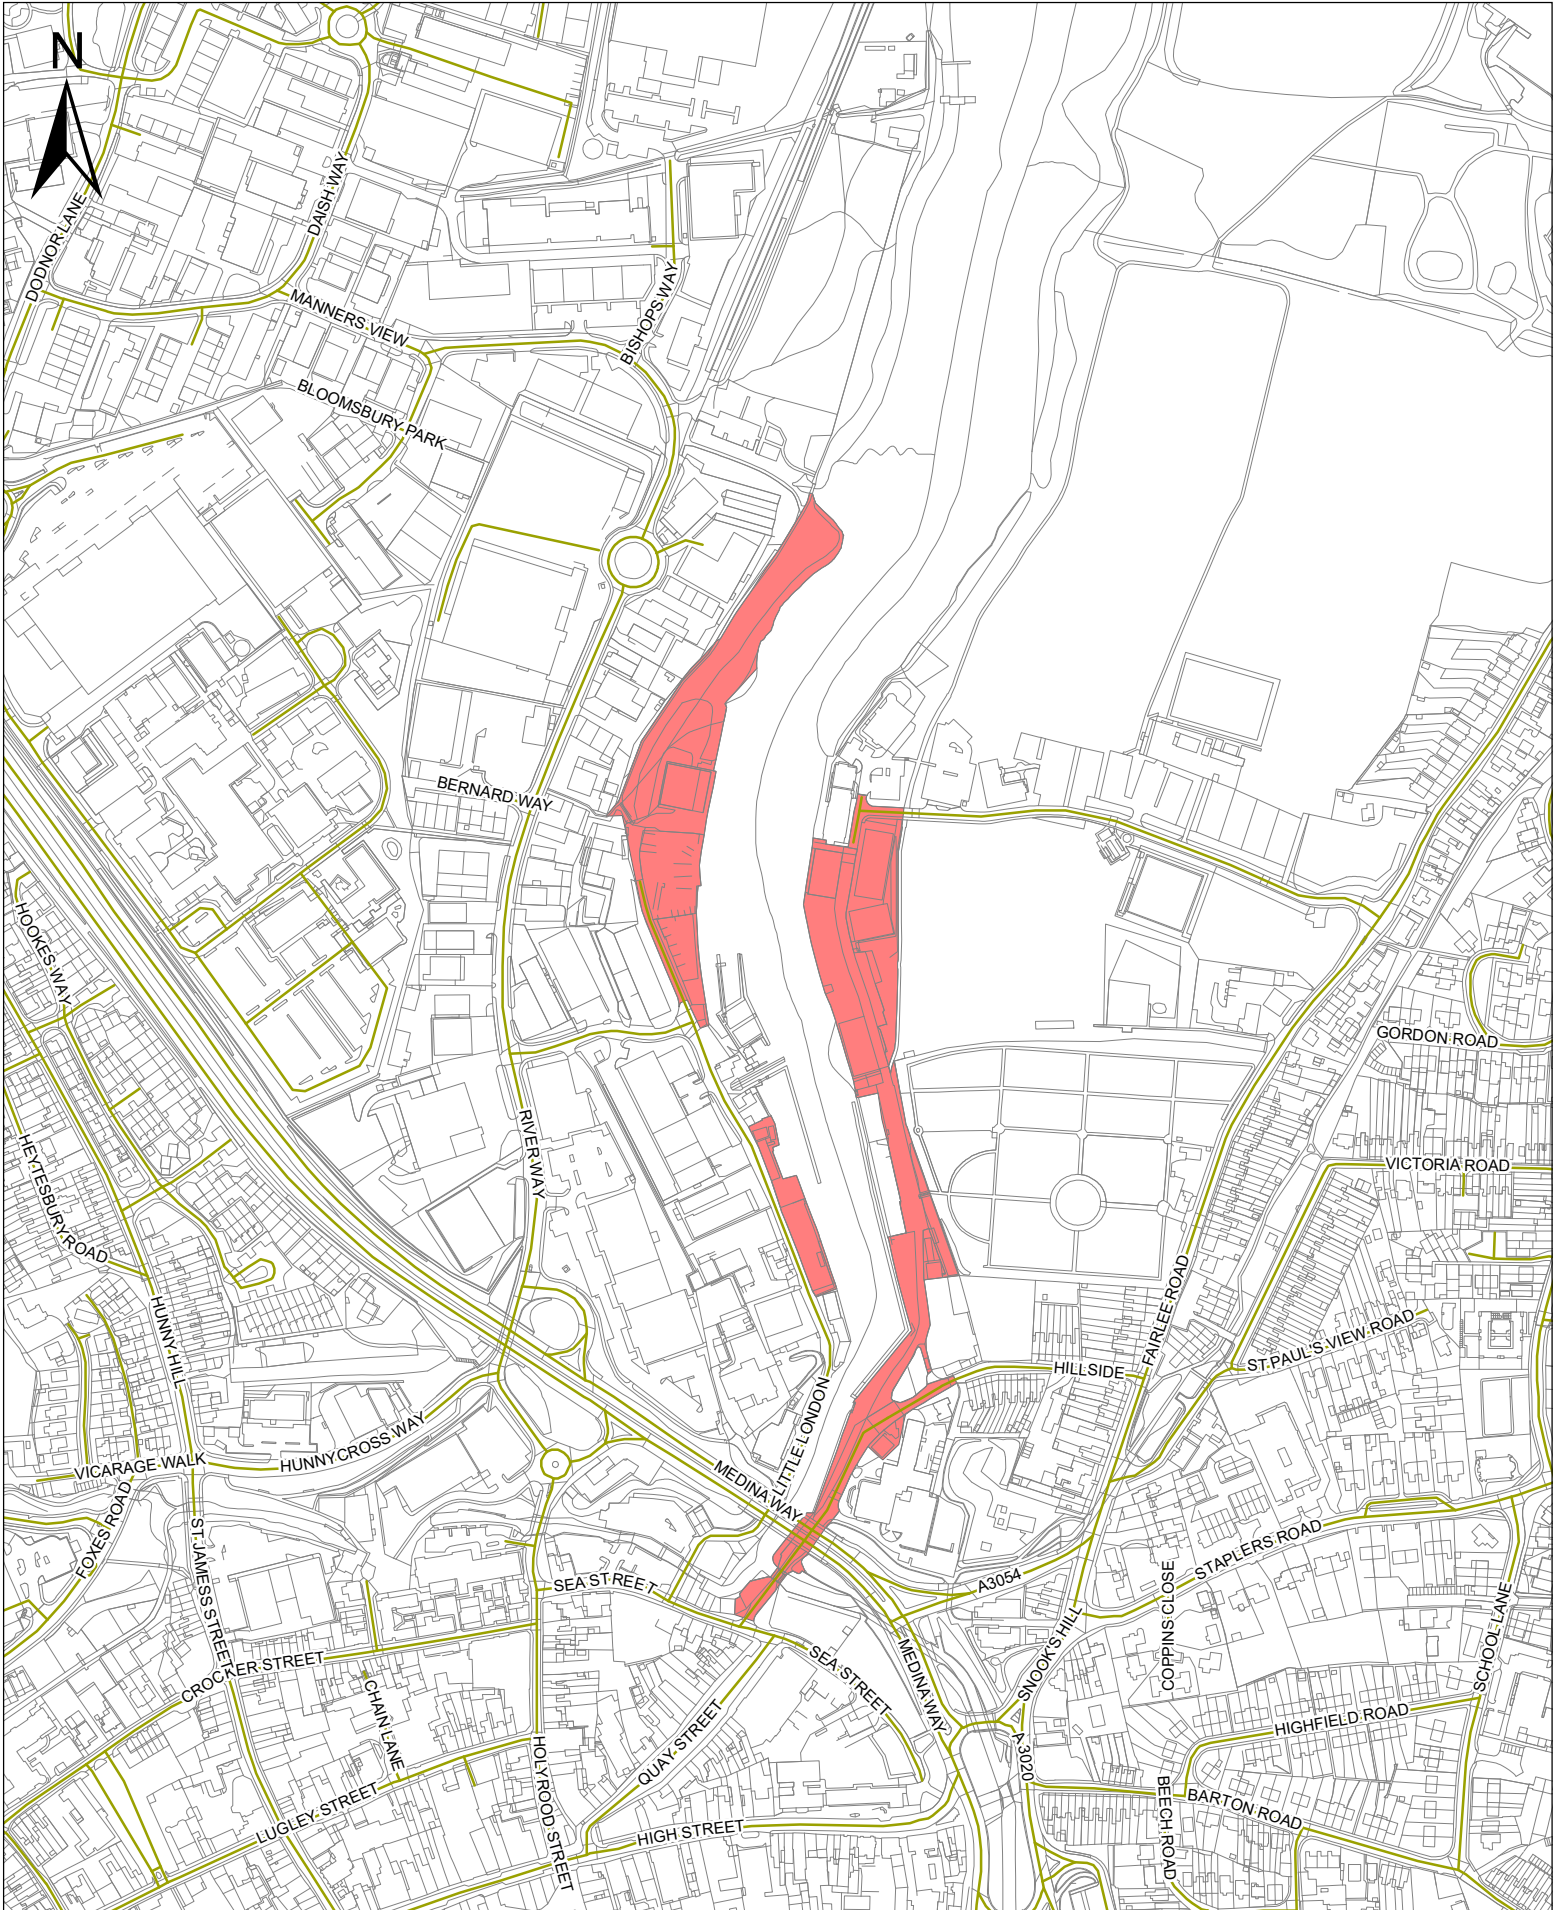 N
DODNOR LANE
DAISH WAY
MANNERS VIEW
BISHOPS WAY
BLOOMSBURY PARK
BERNARD WAY
HOOKES WAY
GORDON ROAD
HEYTESBURY ROAD
RIVER WAY
VICTORIA ROAD
HUNNY HILL
FAIRLEE ROAD
ST PAUL'S VIEW ROAD
HILLSIDE
LITTLE LONDON
HUNNYCROSS WAY
VICARAGE WALK
MEDINA WAY
FOXES ROAD
ST JAMESS STREET
SEA STREET
A3054
STAPLERS ROAD
COPPINS CLOSE
SCHOOL LANE
SNOOK'S HILL
CROCKER STREET
CHAIN LANE
SEA STREET
MEDINA WAY
QUAY STREET
HOLYROOD STREET
A3020
HIGHFIELD ROAD
LUGLEY STREET
HIGH STREET
BEECH ROAD
BARTON ROAD